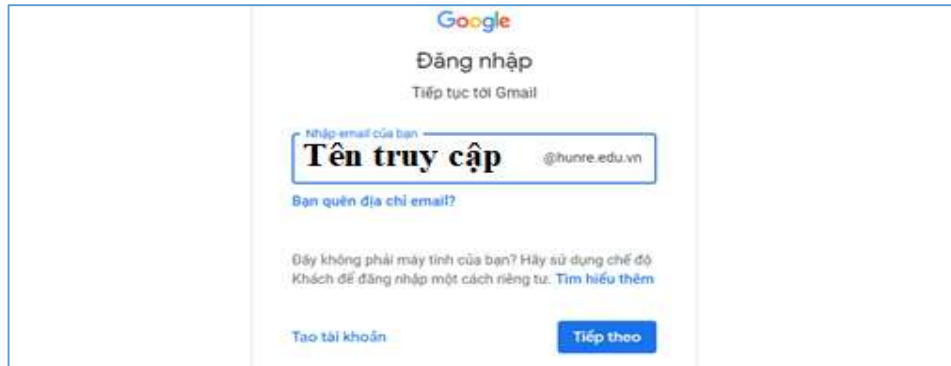 Google
Đăng nhập
Tiếp tục tới Gmail
Nhập email của bạn
Tên truy cập @hunre.edu.vn
Bạn quên địa chỉ email?
Đây không phải máy tính của bạn? Hãy sử dụng chế độ
Khách để đăng nhập một cách riêng tư. Tìm hiểu thêm
Tạo tài khoản Tiếp theo